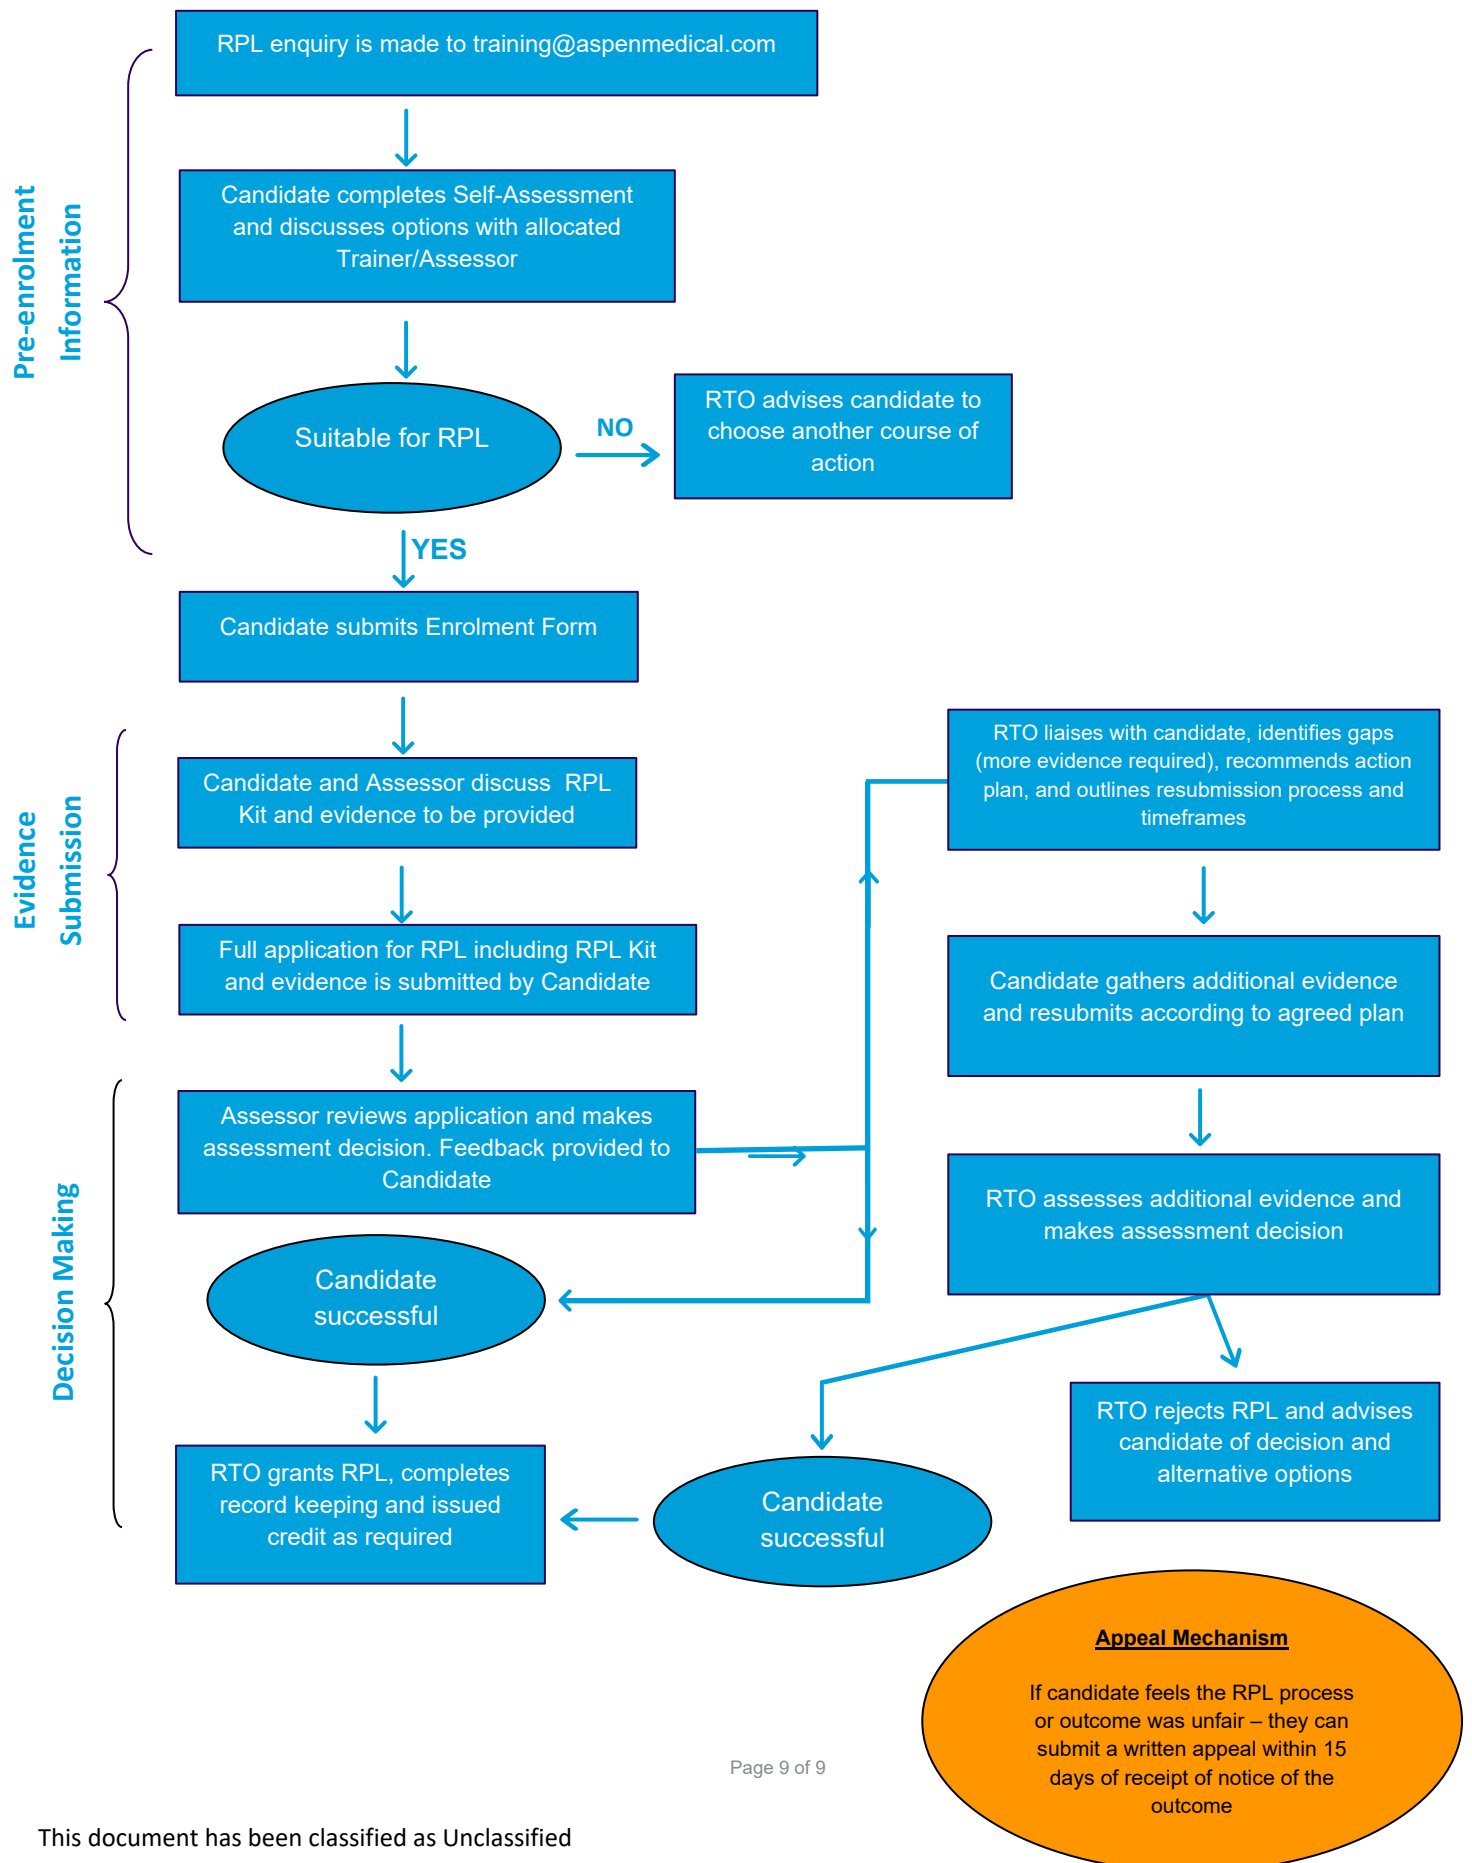 RPL enquiry is made to training@aspenmedical.com
Pre-enrolment
Information
Candidate completes Self-Assessment
and discusses options with allocated
Trainer/Assessor
Suitable for RPL
NO
RTO advises candidate to
choose another course of
action
YES
Candidate submits Enrolment Form
Evidence
Submission
Candidate and Assessor discuss  RPL
Kit and evidence to be provided
Full application for RPL including RPL Kit
and evidence is submitted by Candidate
Decision Making
Assessor reviews application and makes
assessment decision. Feedback provided to
Candidate
RTO liaises with candidate, identifies gaps
(more evidence required), recommends action
plan, and outlines resubmission process and
timeframes
Candidate gathers additional evidence
and resubmits according to agreed plan
RTO assesses additional evidence and
makes assessment decision
Candidate
successful
RTO grants RPL, completes
record keeping and issued
credit as required
Candidate
successful
RTO rejects RPL and advises
candidate of decision and
alternative options
Appeal Mechanism
If candidate feels the RPL process
or outcome was unfair – they can
submit a written appeal within 15
days of receipt of notice of the
outcome
Page 9 of 9
This document has been classified as Unclassified